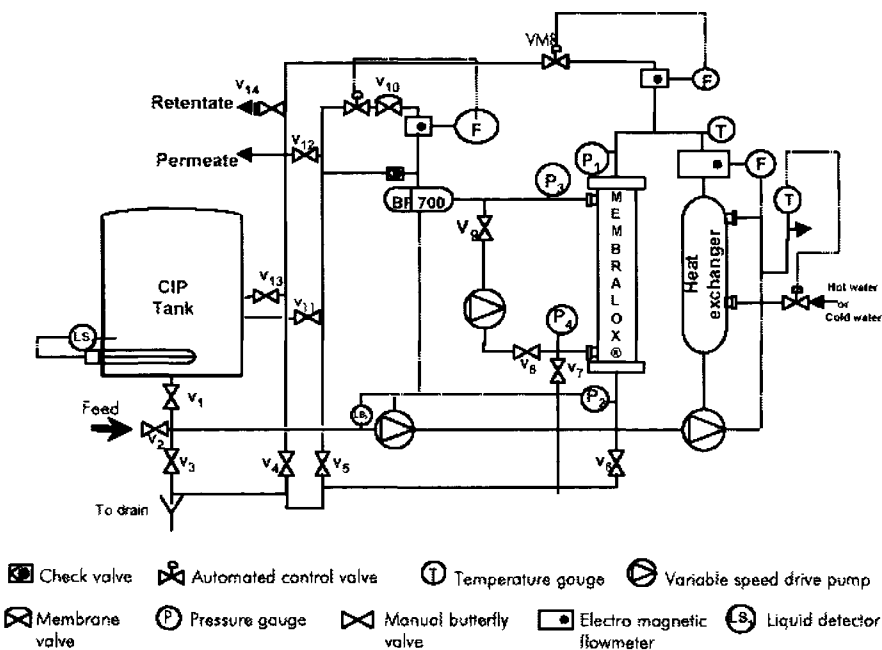 VM8
F
V14
V10
Retentate
F
T
V12
P1
Permeate
F
P3
T
BF 700
V9
MEMBRALOX®
Heat exchanger
CIP Tank
V13
V11
Hot water
or
Cold water
P4
LS
V6
V7
V1
Feed
P2
V2
V3
V4
V5
To drain
Check valve
Automated control valve
T
Temperature gauge
Variable speed drive pump
Membrane
valve
P
Pressure gauge
Manual butterfly
valve
Electro magnetic
flowmeter
LS
Liquid detector